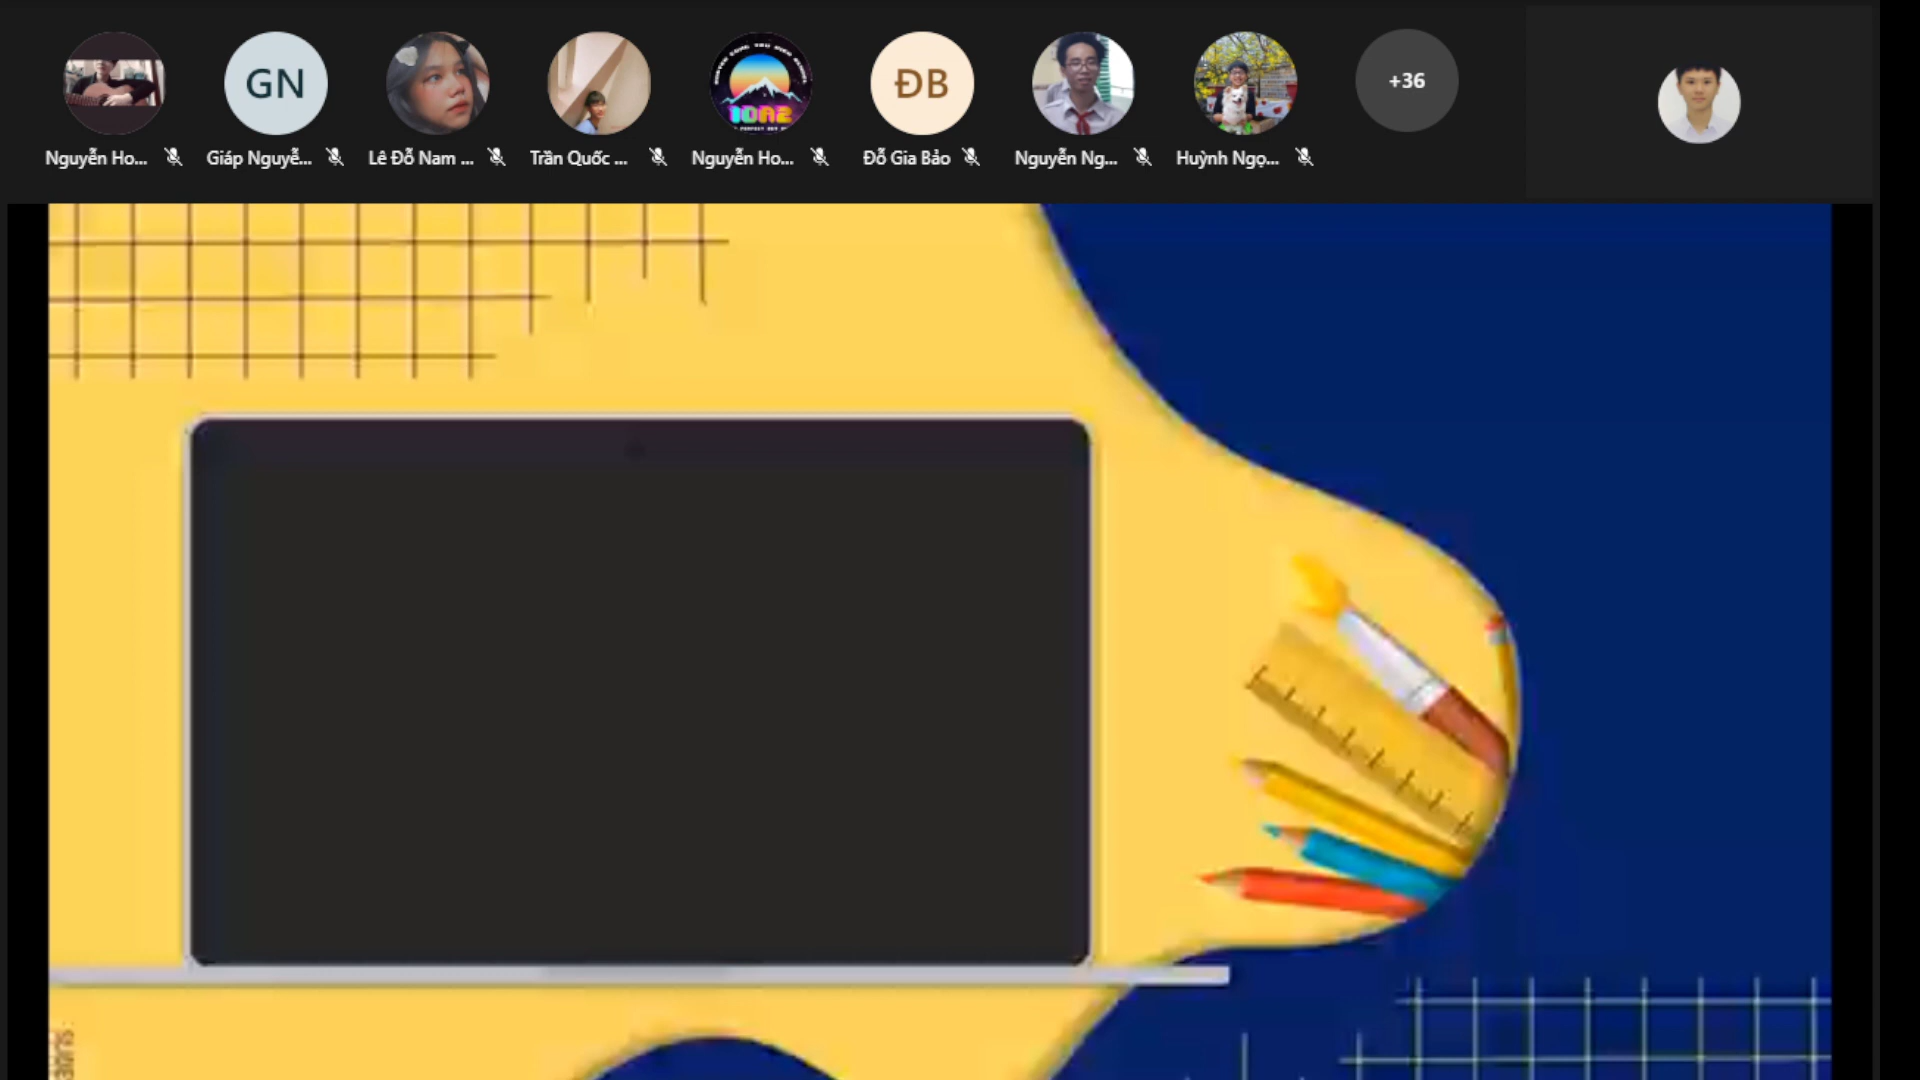 GN
ĐB
+36
10A2
Nguyễn Ho...
Giáp Nguyễ...
Lê Đỗ Nam ...
Trần Quốc ...
Nguyễn Ho...
Đỗ Gia Bảo
Nguyễn Ng...
Huỳnh Ngọ...